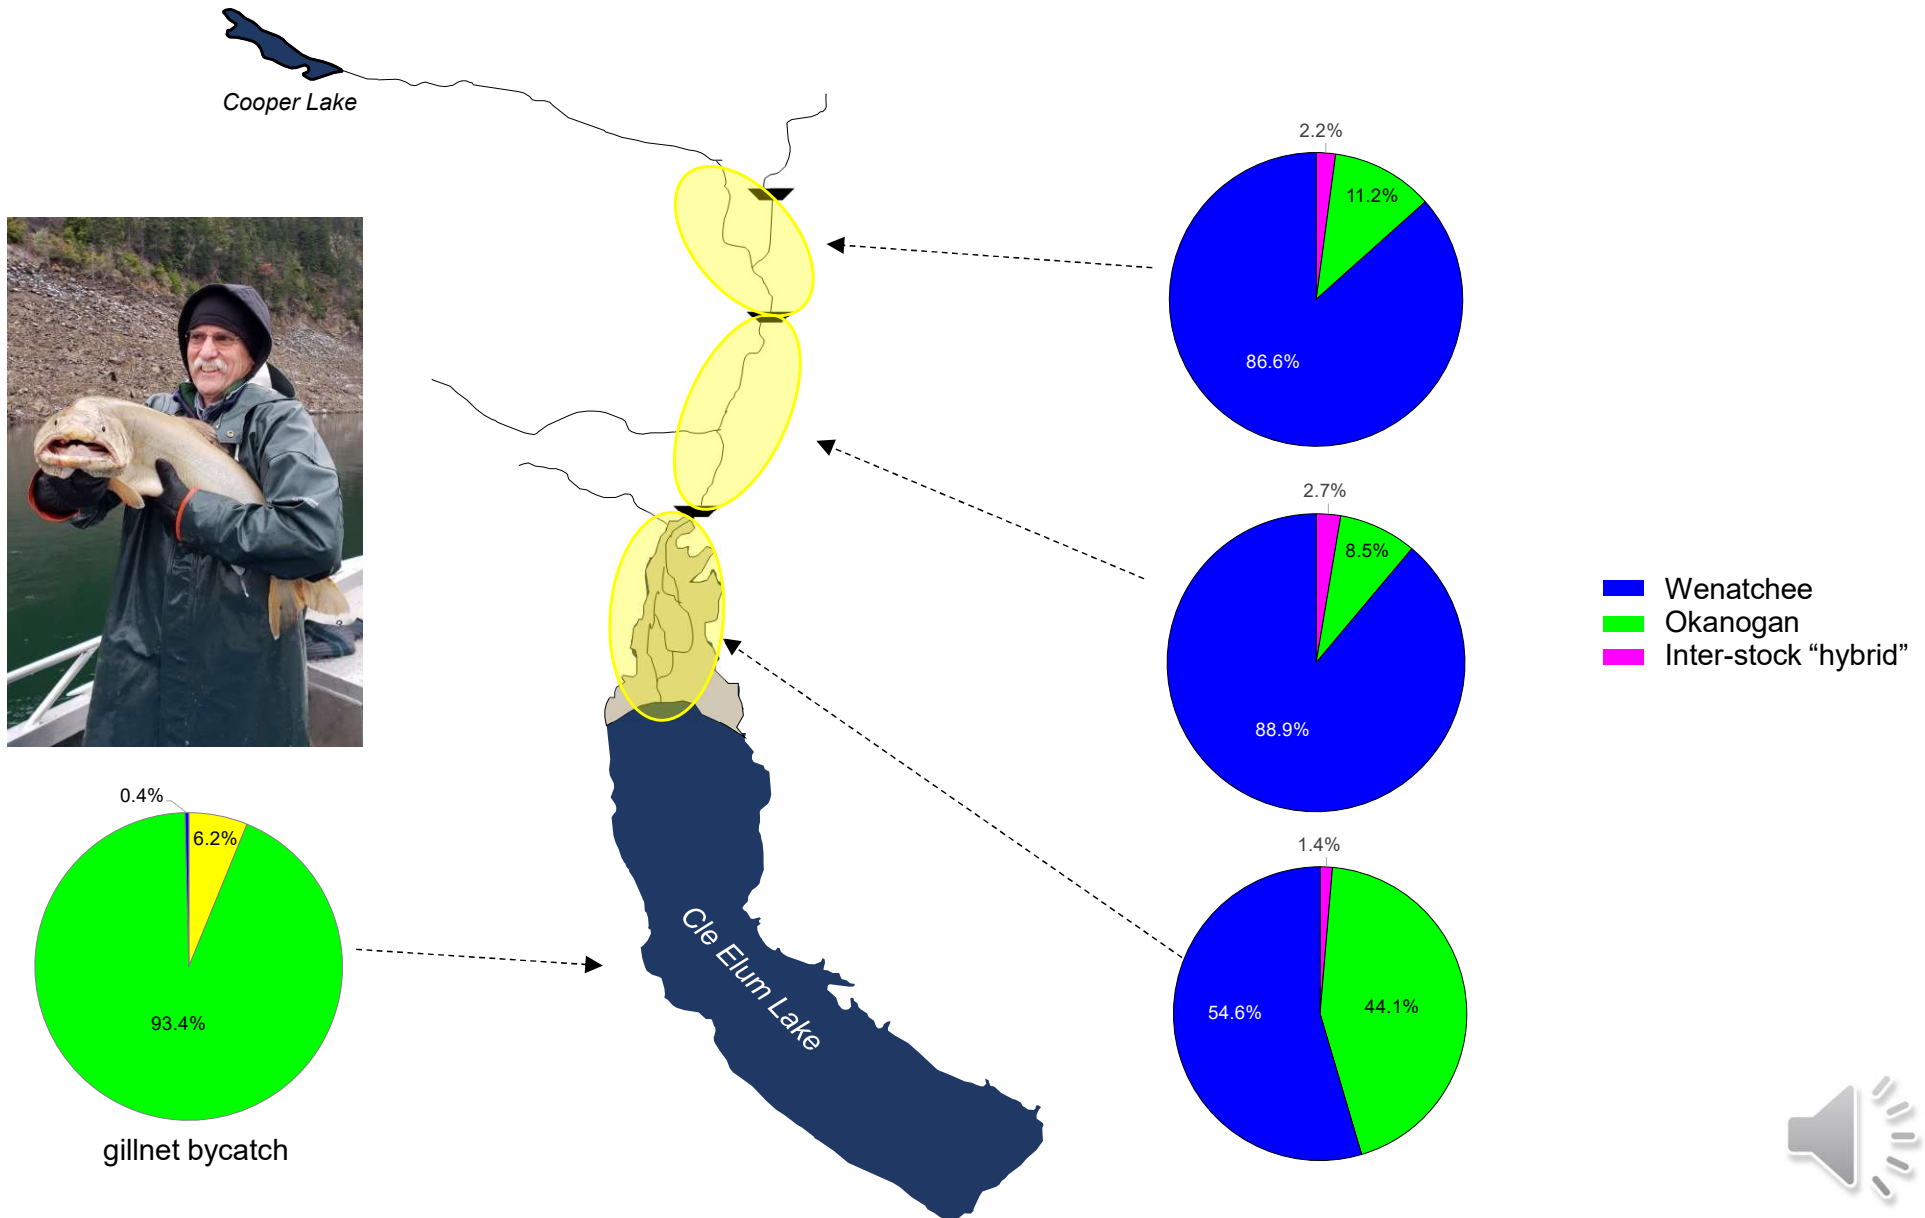 Cooper Lake
2.2%
11.2%
86.6%
2.7%
8.5%
88.9%
Wenatchee
Okanogan
Inter-stock “hybrid”
0.4%
6.2%
93.4%
gillnet bycatch
Cle Elum Lake
1.4%
54.6%
44.1%